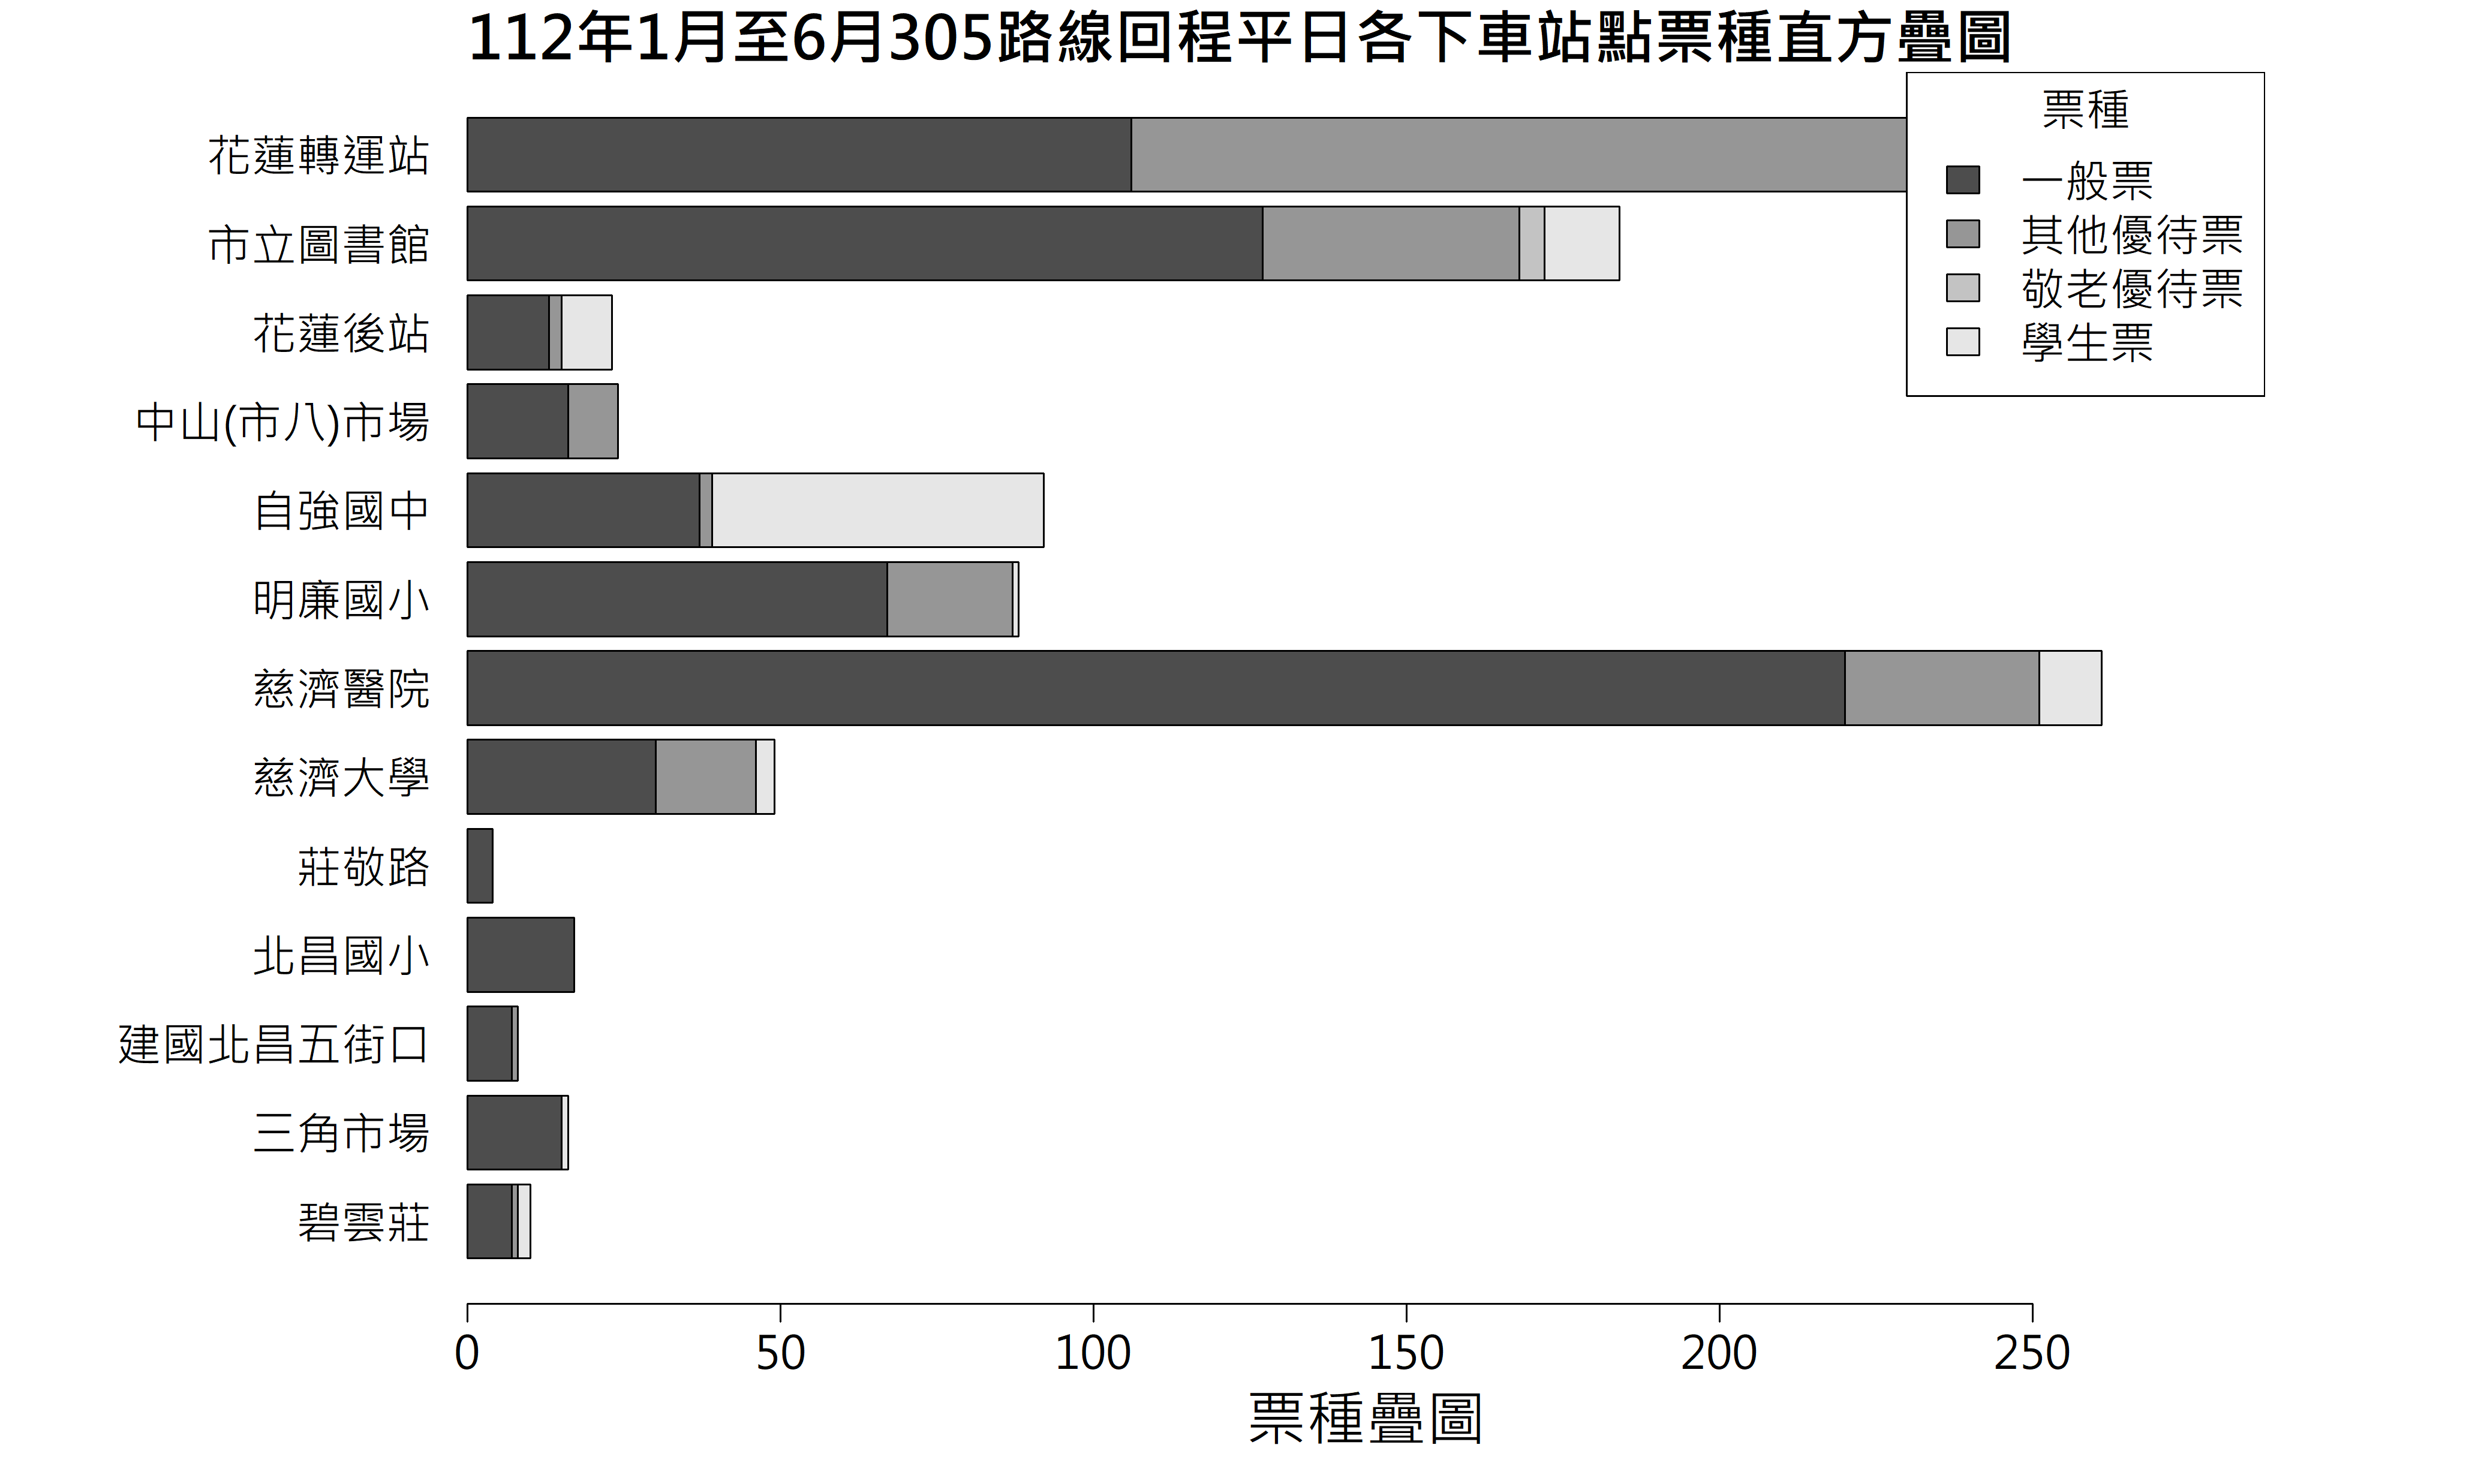 112年1月至6月305路線回程平日各下車站點票種直方疊圖
票種
一般票
其他優待票
敬老優待票
學生票
花蓮轉運站
市立圖書館
花蓮後站
中山(市八)市場
自強國中
明廉國小
慈濟醫院
慈濟大學
莊敬路
北昌國小
建國北昌五街口
三角市場
碧雲莊
0 50 100 150 200 250
票種疊圖